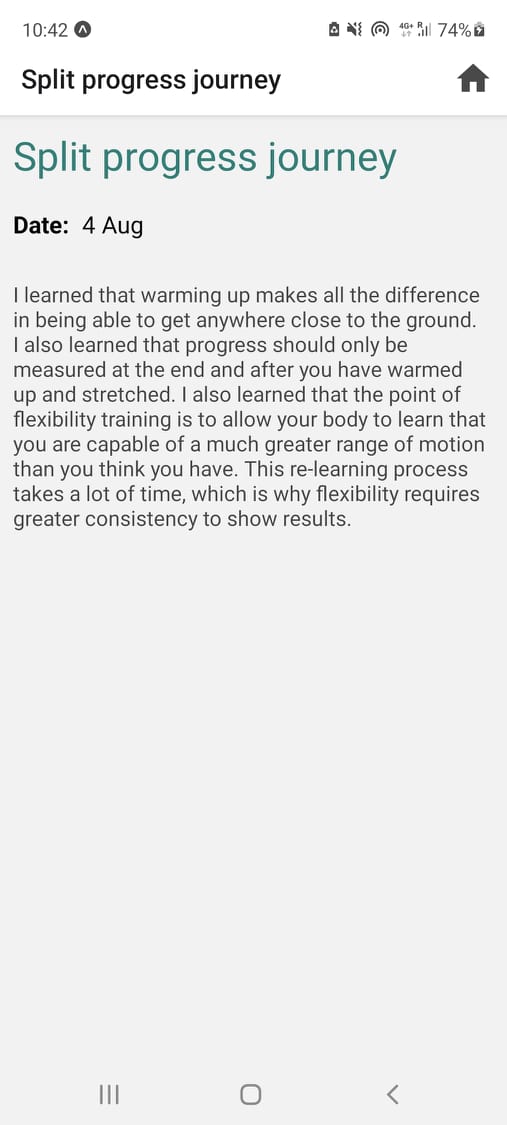 10:42
4G+ R 74%
Split progress journey
Split progress journey
Date: 4 Aug
I learned that warming up makes all the difference
in being able to get anywhere close to the ground.
I also learned that progress should only be
measured at the end and after you have warmed
up and stretched. I also learned that the point of
flexibility training is to allow your body to learn that
you are capable of a much greater range of motion
than you think you have. This re-learning process
takes a lot of time, which is why flexibility requires
greater consistency to show results.